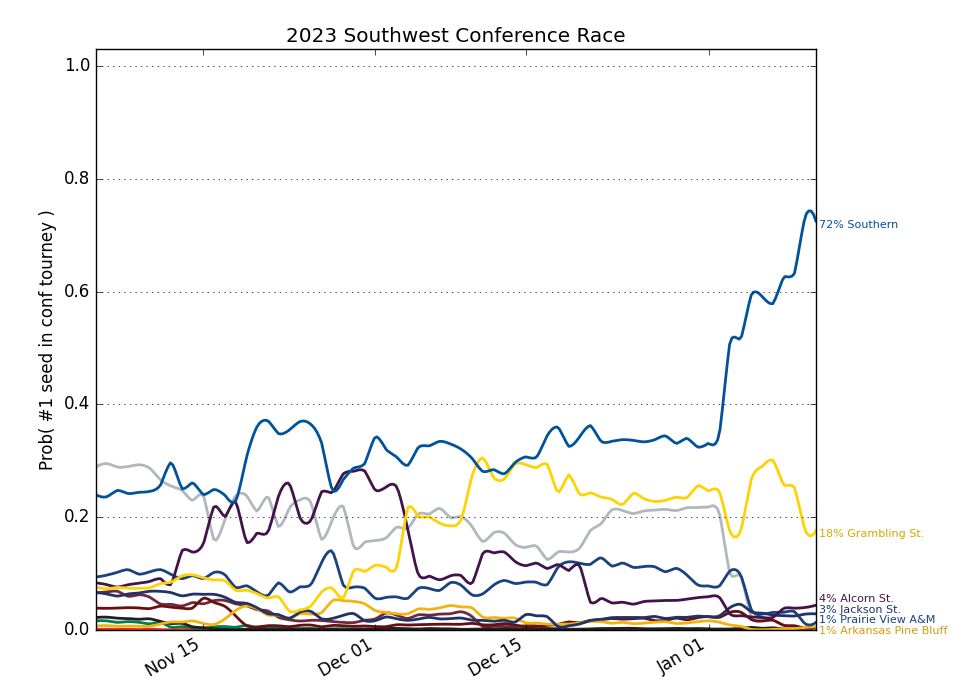 2023 Southwest Conference Race
Prob( #1 seed in conf tourney )
1.0
0.8
0.6
0.4
0.2
0.0
Nov 15
Dec 01
Dec 15
Jan 01
72% Southern
18% Grambling St.
4% Alcorn St.
3% Jackson St.
1% Prairie View A&M
1% Arkansas Pine Bluff